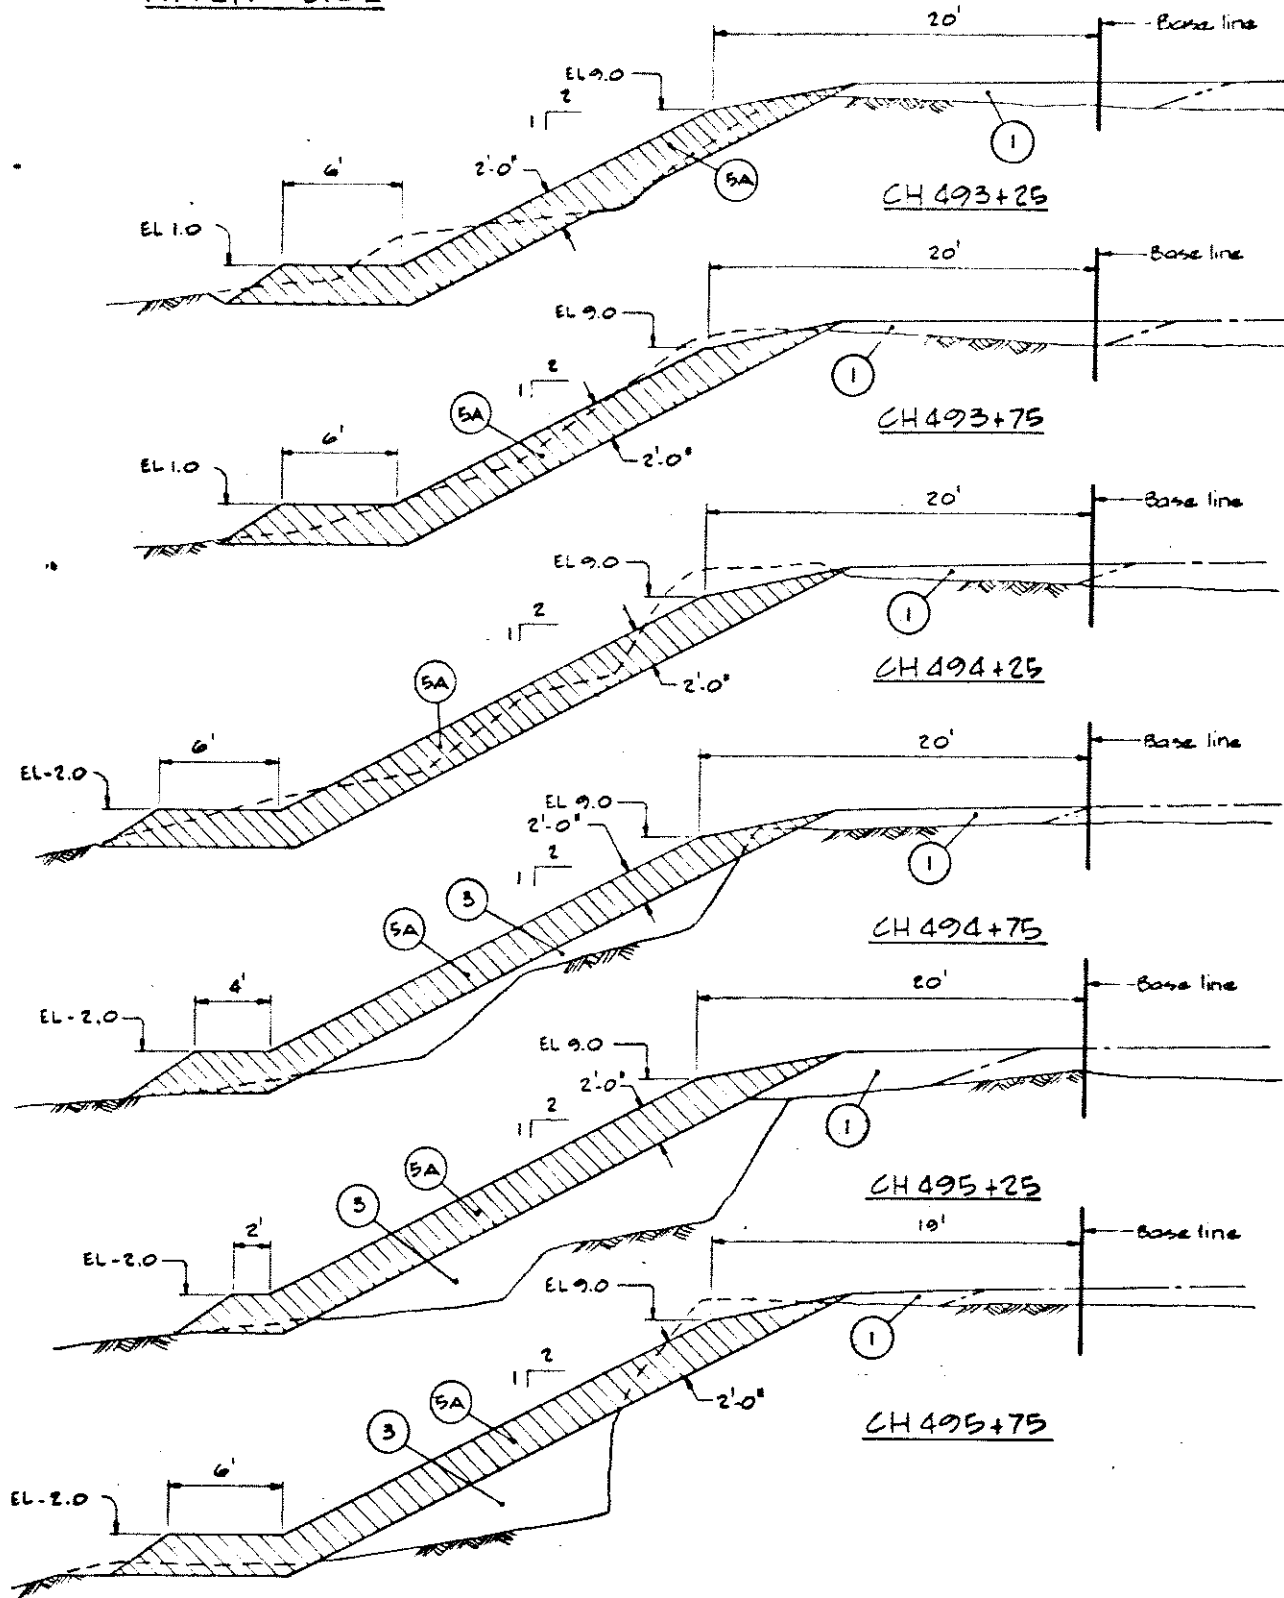 20'
Base line
EL 9.0
2
1
6'
2'-0"
5A
1
CH 493+25
EL 1.0
20'
Base line
EL 9.0
2
1
1
5A
CH 493+75
6'
2'-0"
EL 1.0
20'
Base line
EL 9.0
2
1
1
CH 494+25
5A
2'-0"
6'
EL-2.0
20'
Base line
EL 9.0
2'-0"
2
1
1
3
5A
CH 494+75
4'
EL-2.0
20'
Base line
EL 9.0
2'-0"
2
1
1
5A
CH 495+25
3
2'
EL-2.0
19'
Base line
EL 9.0
2
1
1
2'-0"
5A
CH 495+75
3
6'
EL-2.0